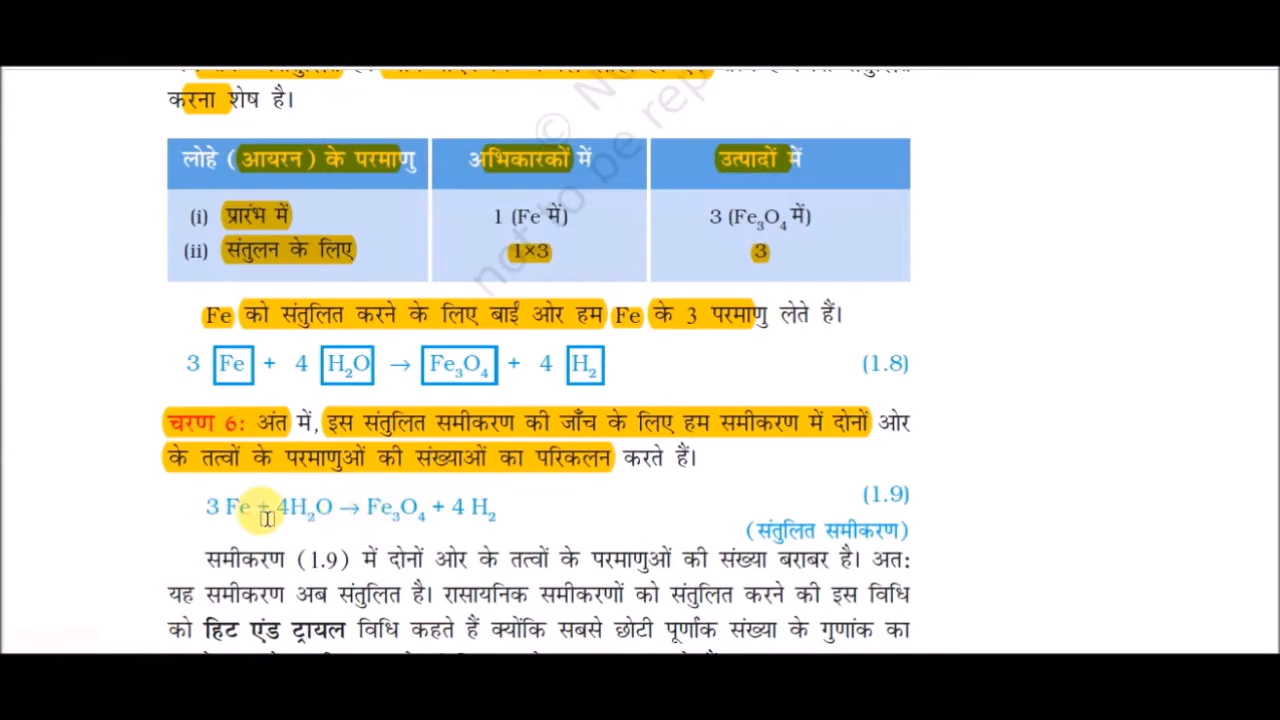 करना शेष है।
लोहे (आयरन) के परमाणु अभिकारकों में उत्पादों में
(i) प्रारंभ में 1 (Fe में) 3 (Fe₃O₄ में)
(ii) संतुलन के लिए 1×3 3
Fe को संतुलित करने के लिए बाईं ओर हम Fe के 3 परमाणु लेते हैं।
3 Fe + 4 H₂O → Fe₃O₄ + 4 H₂ (1.8)
चरण 6: अंत में, इस संतुलित समीकरण की जाँच के लिए हम समीकरण में दोनों ओर
के तत्वों के परमाणुओं की संख्याओं का परिकलन करते हैं।
3 Fe + 4H₂O → Fe₃O₄ + 4 H₂ (1.9)
(संतुलित समीकरण)
समीकरण (1.9) में दोनों ओर के तत्वों के परमाणुओं की संख्या बराबर है। अतः
यह समीकरण अब संतुलित है। रासायनिक समीकरणों को संतुलित करने की इस विधि
को हिट एंड ट्रायल विधि कहते हैं क्योंकि सबसे छोटी पूर्णांक संख्या के गुणांक का
© N
not to be rep